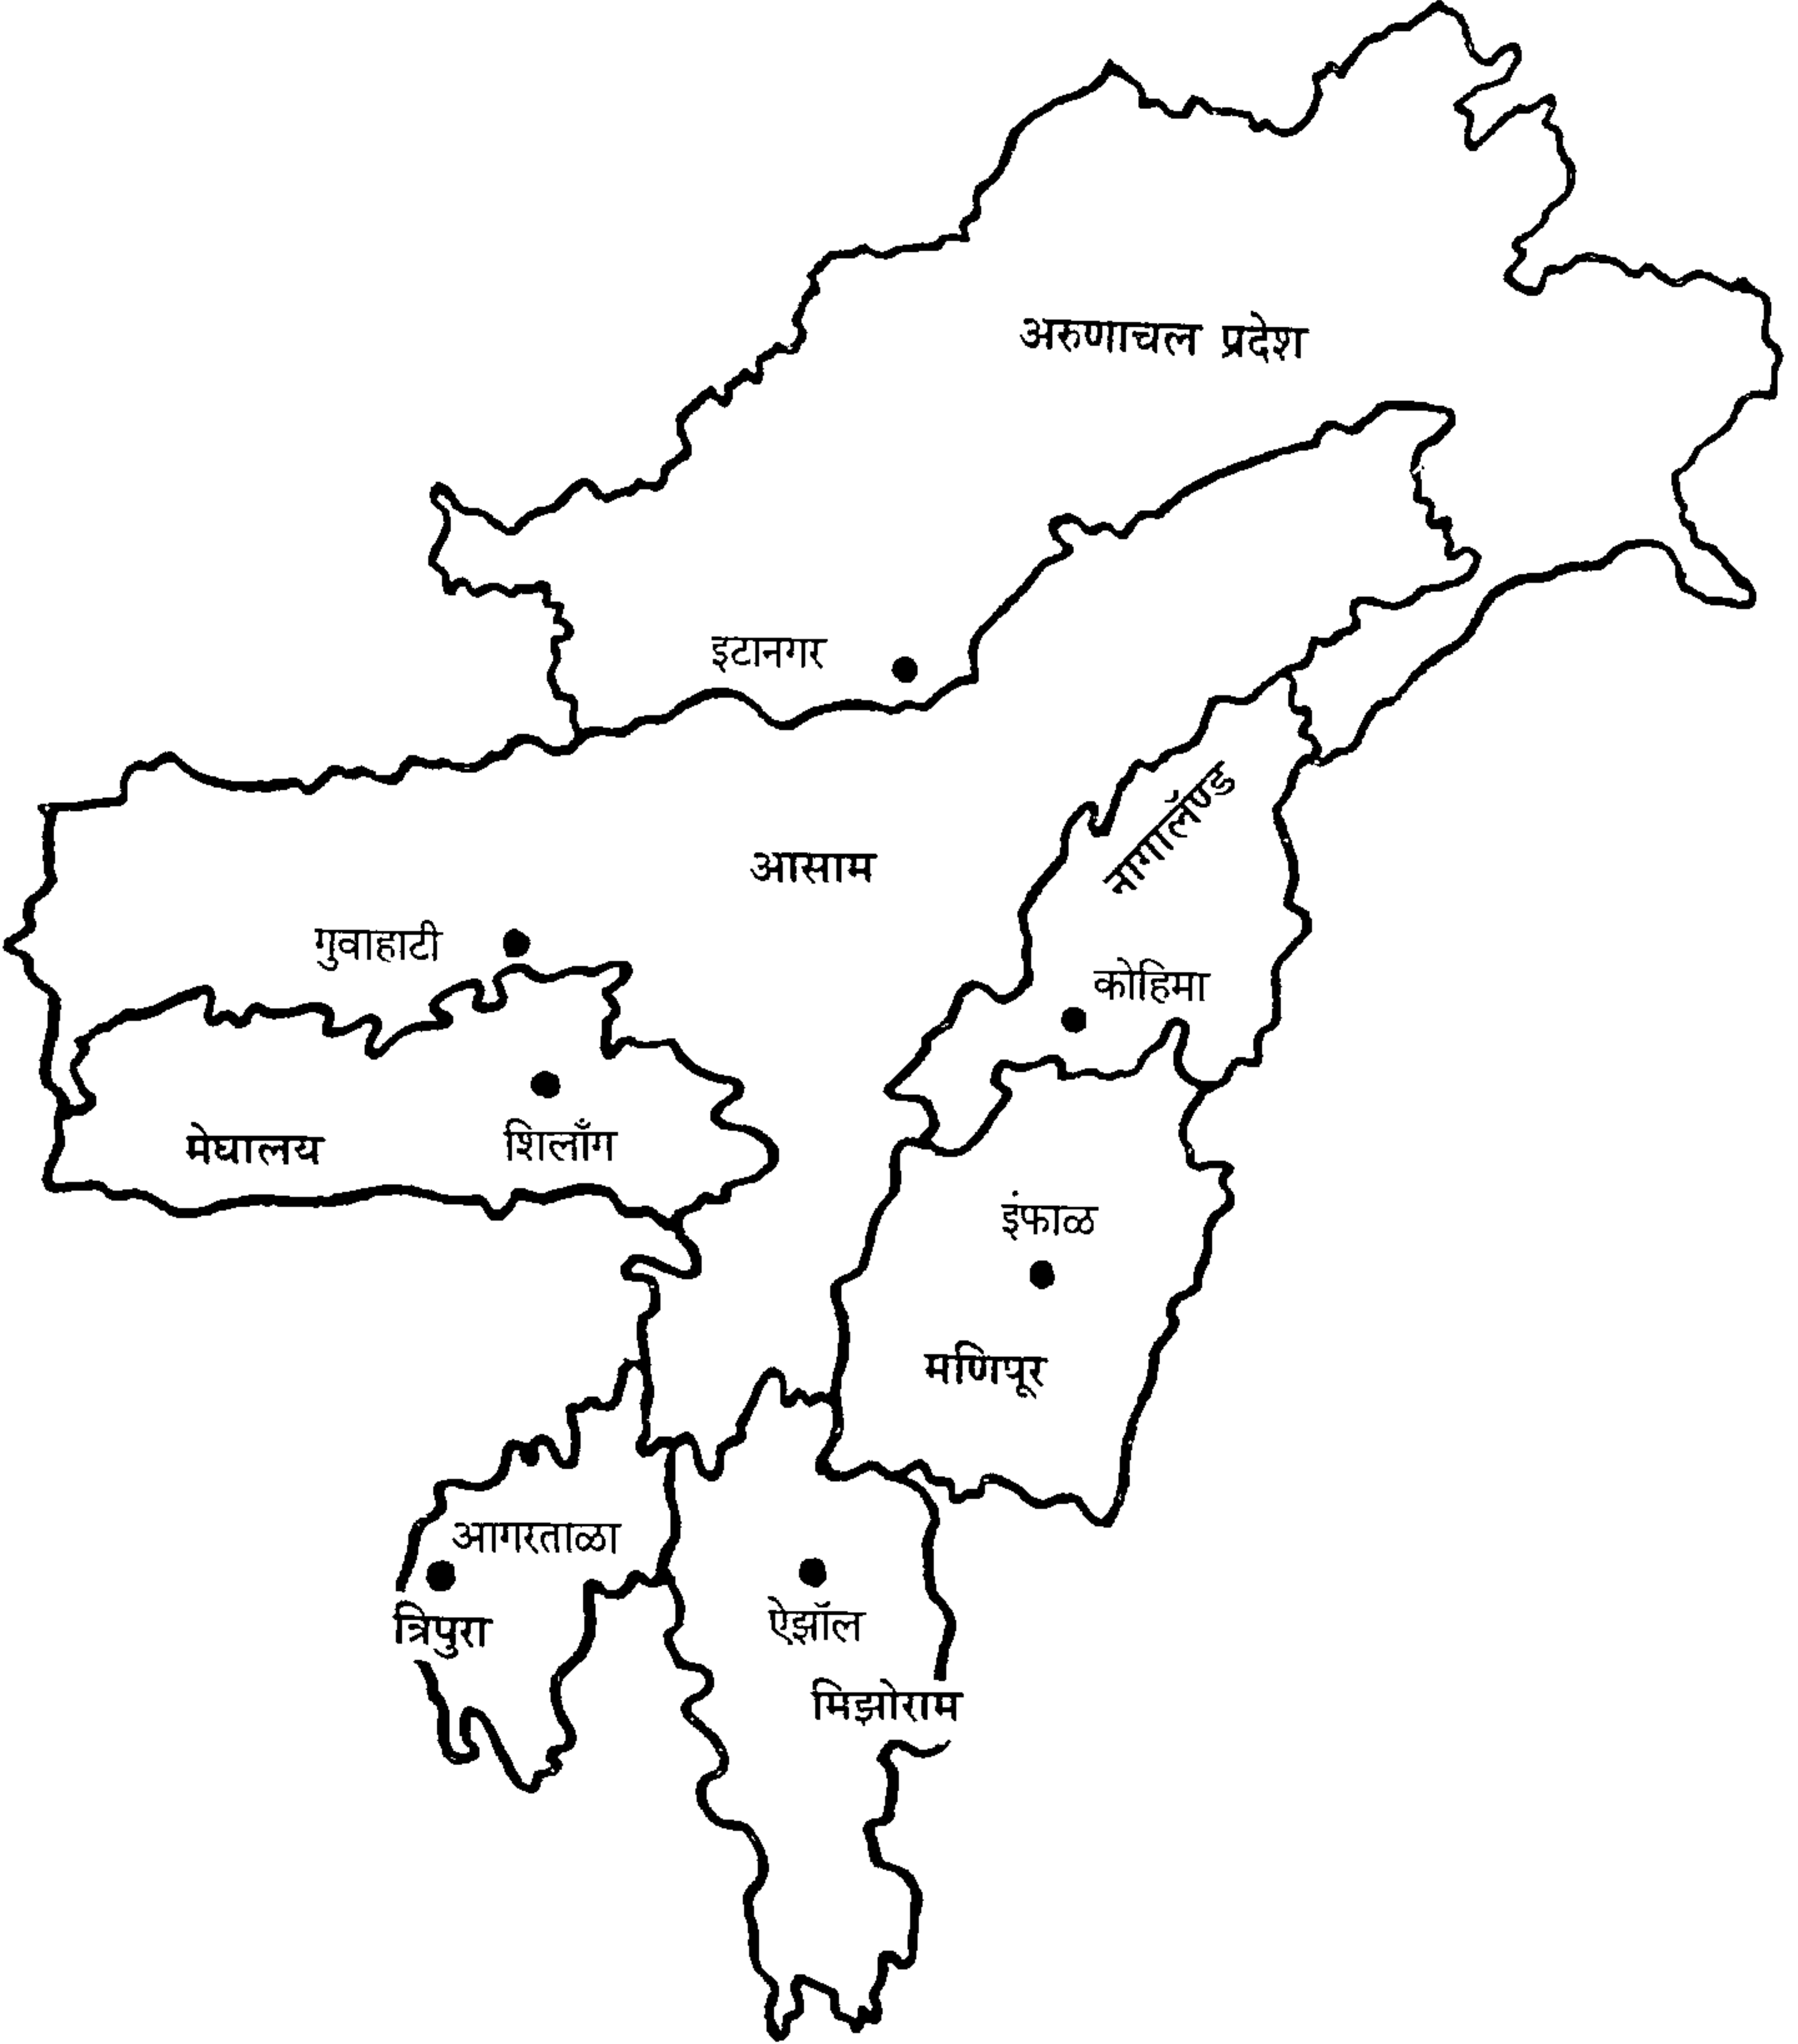 अरुणाचल प्रदेश
इटानगर
नागालँण्ड
आसाम
गुवाहाटी
कोहिमा
मेघालय
शिलाँग
इंफाळ
मणिपूर
आगरताळा
त्रिपुरा
ऐझॉल
मिझोराम